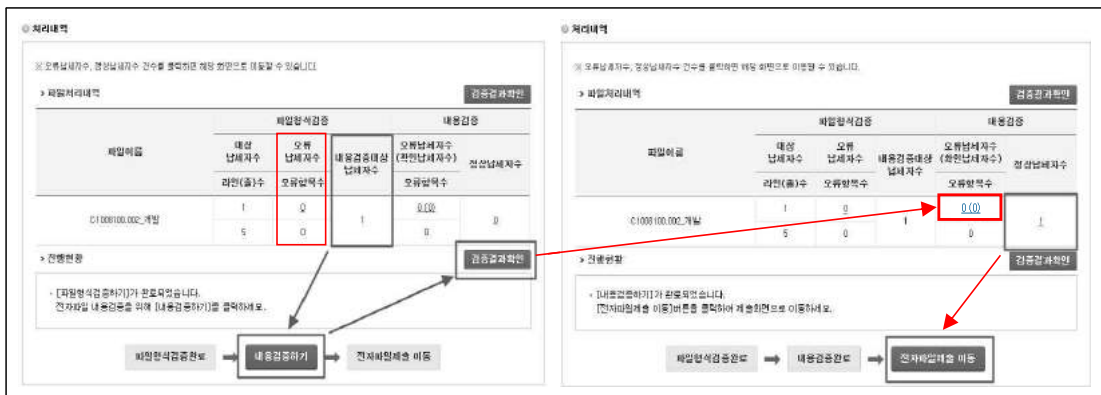 처리내역
※ 오류납세자수, 정상납세자수 건수를 클릭하면 해당 화면으로 이동할 수 있습니다.
> 파일처리내역
검증결과확인
파일이름
파일형식검증
내용검증
대상
납세자수
오류
납세자수
내용검증대상
납세자수
오류납세자수
(확인납세자수)
정상납세자수
라인(줄)수
오류항목수
오류항목수
C1008100.002_개발
1
0
1
0 (0)
0
5
0
0
> 진행현황
검증결과확인
- [파일형식검증하기]가 완료되었습니다.
전자파일 내용검증을 위해 [내용검증하기]를 클릭하세요.
파일형식검증완료
내용검증하기
전자파일제출 이동
처리내역
※ 오류납세자수, 정상납세자수 건수를 클릭하면 해당 화면으로 이동할 수 있습니다.
> 파일처리내역
검증결과확인
파일이름
파일형식검증
내용검증
대상
납세자수
오류
납세자수
내용검증대상
납세자수
오류납세자수
(확인납세자수)
정상납세자수
라인(줄)수
오류항목수
오류항목수
C1008100.002_개발
1
0
1
0 (0)
1
5
0
0
> 진행현황
검증결과확인
- [내용검증하기]가 완료되었습니다.
[전자파일제출 이동]버튼을 클릭하여 제출화면으로 이동하세요.
파일형식검증완료
내용검증완료
전자파일제출 이동